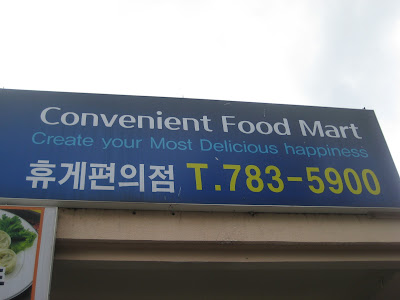 Convenient Food Mart
Create your Most Delicious happiness
휴게편의점 T.783-5900